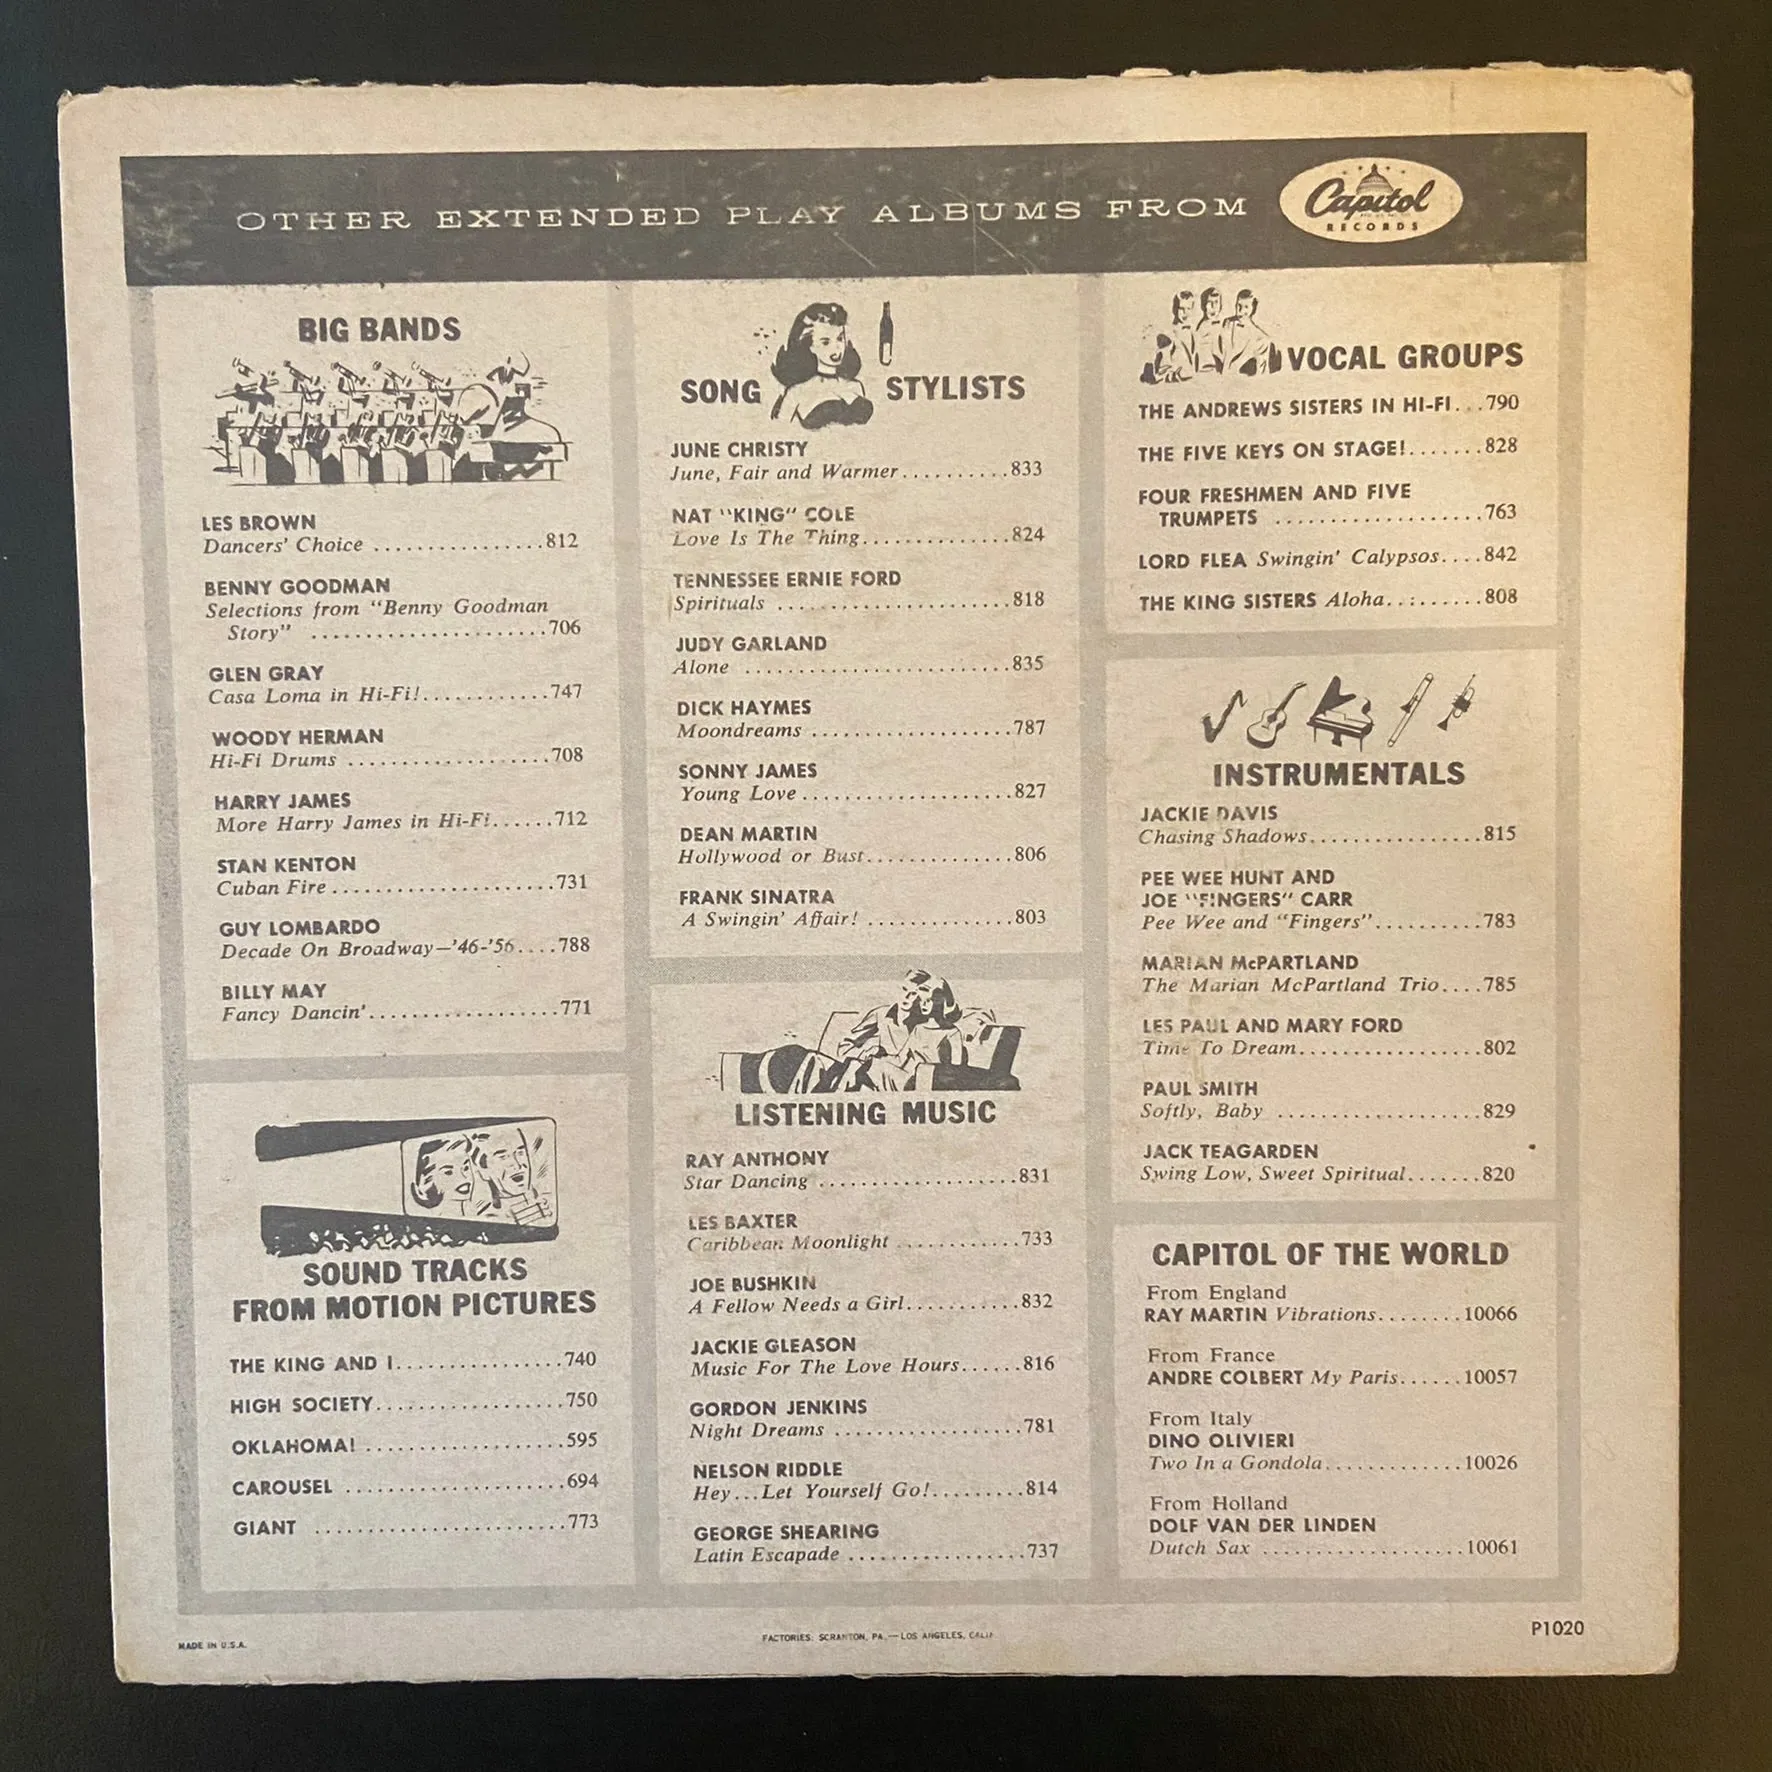 OTHER EXTENDED PLAY ALBUMS FROM
Capitol
RECORDS
BIG BANDS
LES BROWN
Dancers' Choice ................812
BENNY GOODMAN
Selections from "Benny Goodman
Story" ......................706
GLEN GRAY
Casa Loma in Hi-Fi!............747
WOODY HERMAN
Hi-Fi Drums ...................708
HARRY JAMES
More Harry James in Hi-Fi......712
STAN KENTON
Cuban Fire.....................731
GUY LOMBARDO
Decade On Broadway—'46-'56....788
BILLY MAY
Fancy Dancin'..................771
SOUND TRACKS
FROM MOTION PICTURES
THE KING AND I................740
HIGH SOCIETY..................750
OKLAHOMA! ...................595
CAROUSEL .....................694
GIANT ........................773
SONG STYLISTS
JUNE CHRISTY
June, Fair and Warmer..........833
NAT "KING" COLE
Love Is The Thing..............824
TENNESSEE ERNIE FORD
Spirituals ......................818
JUDY GARLAND
Alone .........................835
DICK HAYMES
Moondreams ...................787
SONNY JAMES
Young Love....................827
DEAN MARTIN
Hollywood or Bust..............806
FRANK SINATRA
A Swingin' Affair! ..............803
LISTENING MUSIC
RAY ANTHONY
Star Dancing ...................831
LES BAXTER
Caribbean Moonlight ............733
JOE BUSHKIN
A Fellow Needs a Girl...........832
JACKIE GLEASON
Music For The Love Hours......816
GORDON JENKINS
Night Dreams ..................781
NELSON RIDDLE
Hey...Let Yourself Go!.........814
GEORGE SHEARING
Latin Escapade .................737
VOCAL GROUPS
THE ANDREWS SISTERS IN HI-FI...790
THE FIVE KEYS ON STAGE!.......828
FOUR FRESHMEN AND FIVE
TRUMPETS ....................763
LORD FLEA Swingin' Calypsos....842
THE KING SISTERS Aloha.........808
INSTRUMENTALS
JACKIE DAVIS
Chasing Shadows................815
PEE WEE HUNT AND
JOE "FINGERS" CARR
Pee Wee and "Fingers"..........783
MARIAN McPARTLAND
The Marian McPartland Trio....785
LES PAUL AND MARY FORD
Time To Dream.................802
PAUL SMITH
Softly, Baby ...................829
JACK TEAGARDEN
Swing Low, Sweet Spiritual.......820
CAPITOL OF THE WORLD
From England
RAY MARTIN Vibrations........10066
From France
ANDRE COLBERT My Paris......10057
From Italy
DINO OLIVIERI
Two In a Gondola.............10026
From Holland
DOLF VAN DER LINDEN
Dutch Sax ...................10061
MADE IN U.S.A.
FACTORIES: SCRANTON, PA.—LOS ANGELES, CALIF.
P1020